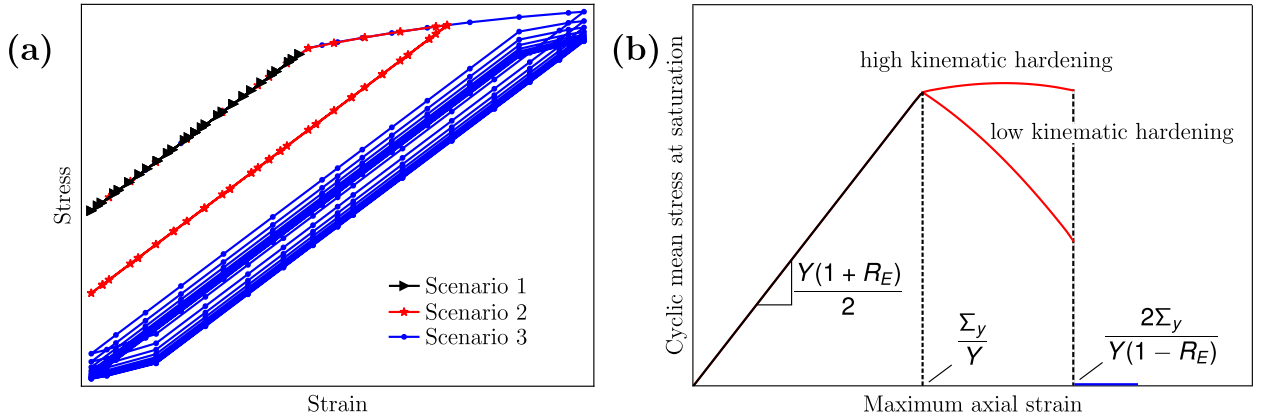 (a)
Stress
Scenario 1
Scenario 2
Scenario 3
Strain
(b)
Cyclic mean stress at saturation
high kinematic hardening
low kinematic hardening
Y(1 + R_E)
2
Σ_y
Y
2Σ_y
Y(1 − R_E)
Maximum axial strain